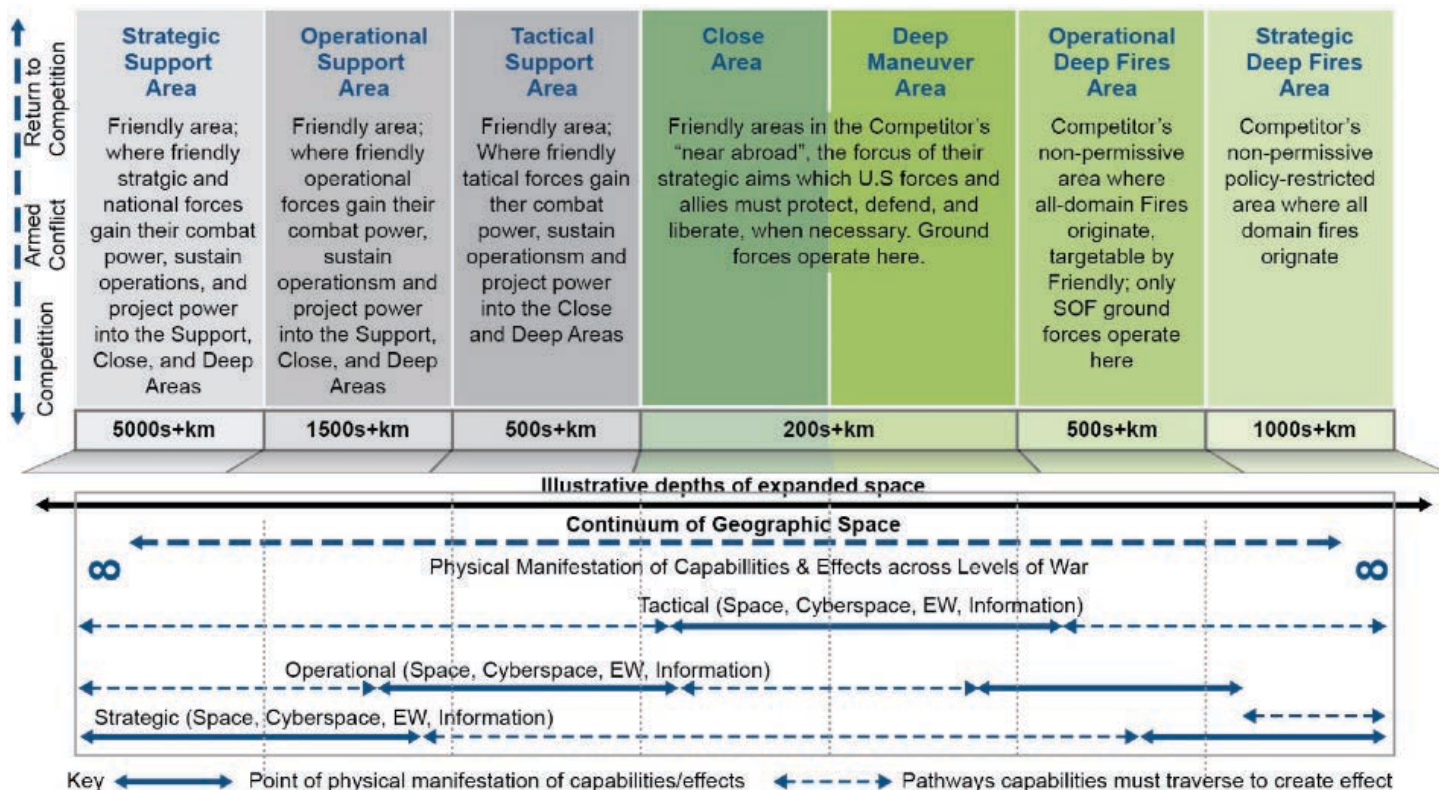 Return to
Competition
Armed
Conflict
Competition
Strategic
Support
Area
Friendly area;
where friendly
stratgic and
national forces
gain their combat
power, sustain
operations, and
project power
into the Support,
Close, and Deep
Areas
Operational
Support
Area
Friendly area;
where friendly
operational
forces gain their
combat power,
sustain
operationsm and
project power
into the Support,
Close, and Deep
Areas
Tactical
Support
Area
Friendly area;
Where friendly
tatical forces gain
ther combat
power, sustain
operationsm and
project power
into the Close
and Deep Areas
Close
Area
Deep
Maneuver
Area
Friendly areas in the Competitor's
“near abroad”, the forcus of their
strategic aims which U.S forces and
allies must protect, defend, and
liberate, when necessary. Ground
forces operate here.
Operational
Deep Fires
Area
Competitor's
non-permissive
area where
all-domain Fires
originate,
targetable by
Friendly; only
SOF ground
forces operate
here
Strategic
Deep Fires
Area
Competitor's
non-permissive
policy-restricted
area where all
domain fires
orignate
5000s+km
1500s+km
500s+km
200s+km
500s+km
1000s+km
Illustrative depths of expanded space
Continuum of Geographic Space
Physical Manifestation of Capabillities & Effects across Levels of War
8
8
Tactical (Space, Cyberspace, EW, Information)
Operational (Space, Cyberspace, EW, Information)
Strategic (Space, Cyberspace, EW, Information)
Key
Point of physical manifestation of capabilities/effects
Pathways capabilities must traverse to create effect